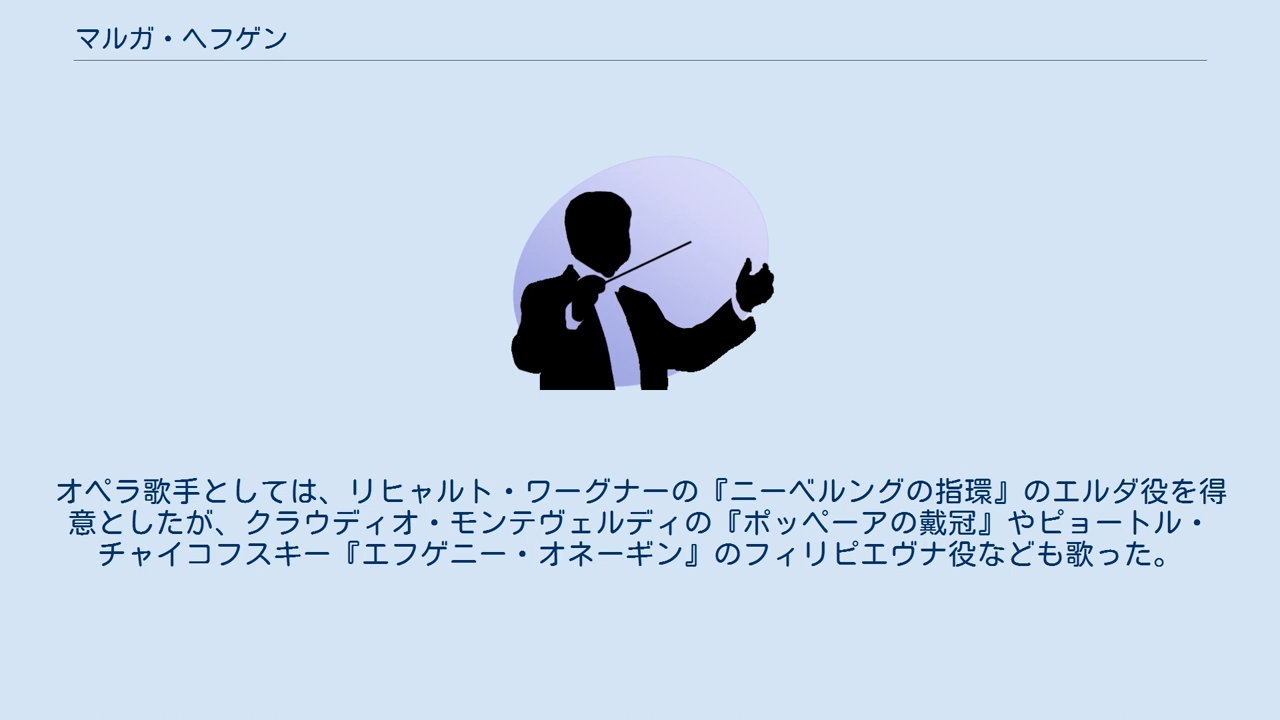 マルガ・ヘフゲン
オペラ歌手としては、リヒャルト・ワーグナーの『ニーベルングの指環』のエルダ役を得
意としたが、クラウディオ・モンテヴェルディの『ポッペーアの戴冠』やピョートル・
チャイコフスキー『エフゲニー・オネーギン』のフィリピエヴナ役なども歌った。